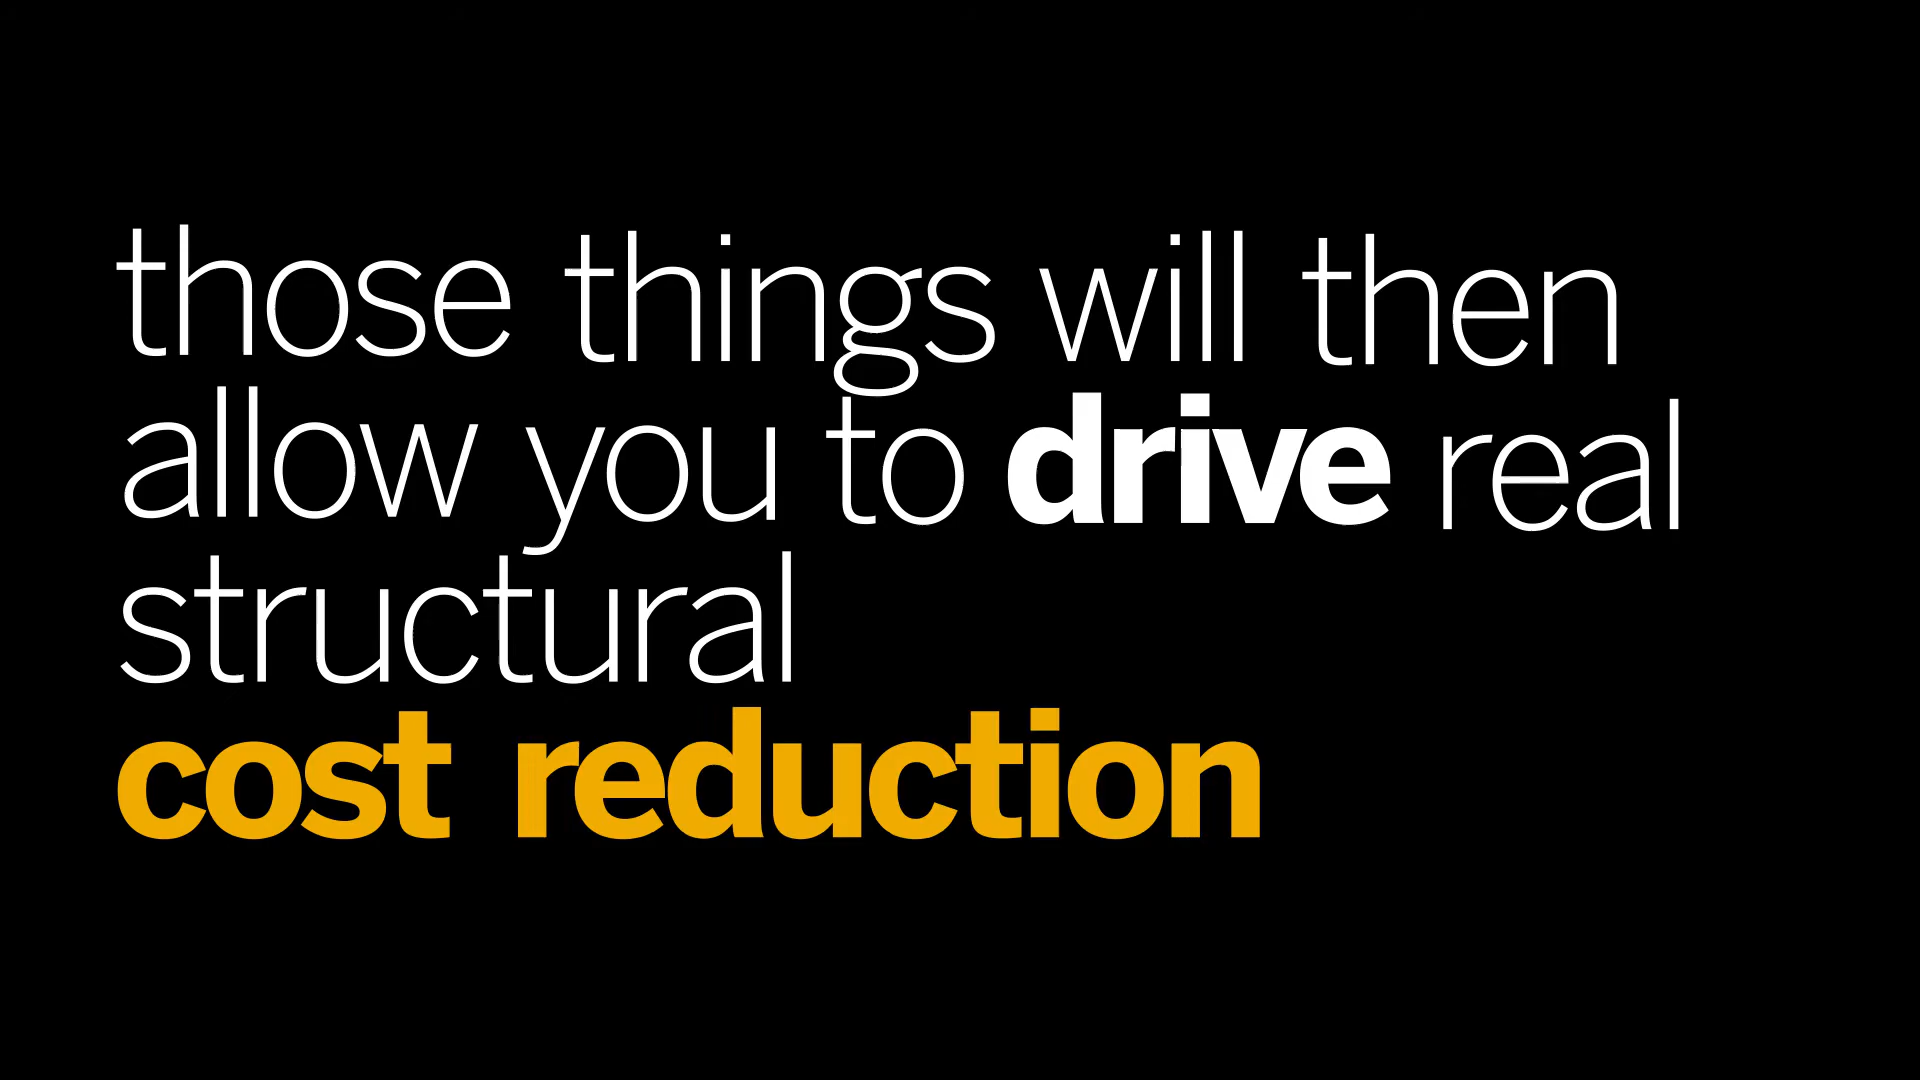 those things will then
allow you to drive real
structural
cost reduction